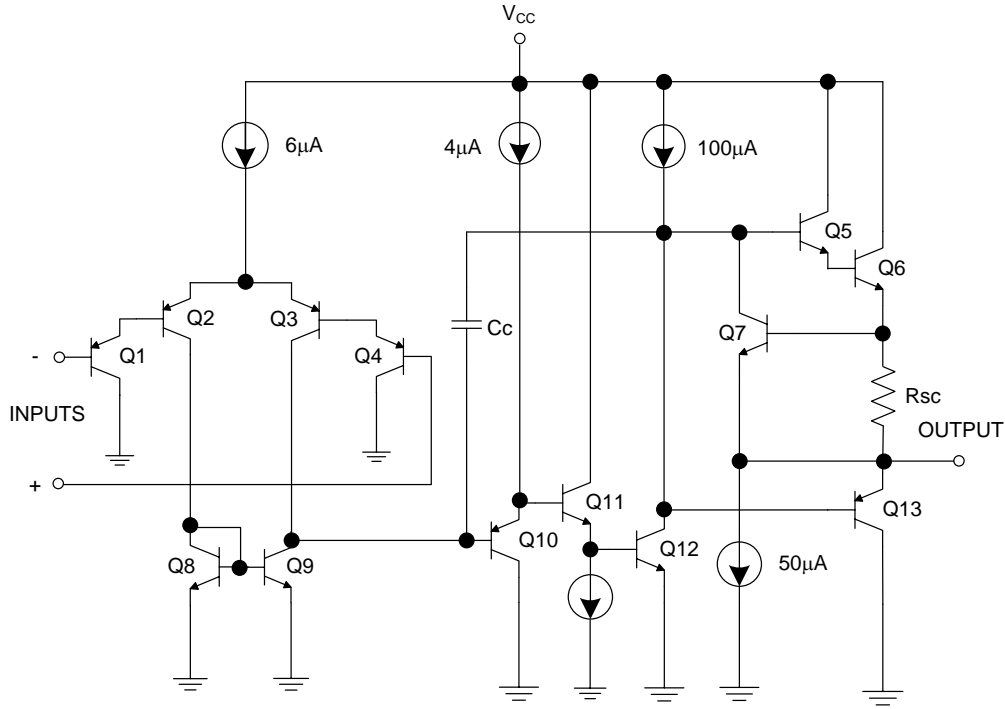 VCC
6µA
4µA
100µA
Q5
Q6
Q2
Q3
Cc
Q7
- Q1
Q4
Rsc
INPUTS
OUTPUT
+
Q11
Q13
Q10
Q12
Q8
Q9
50µA